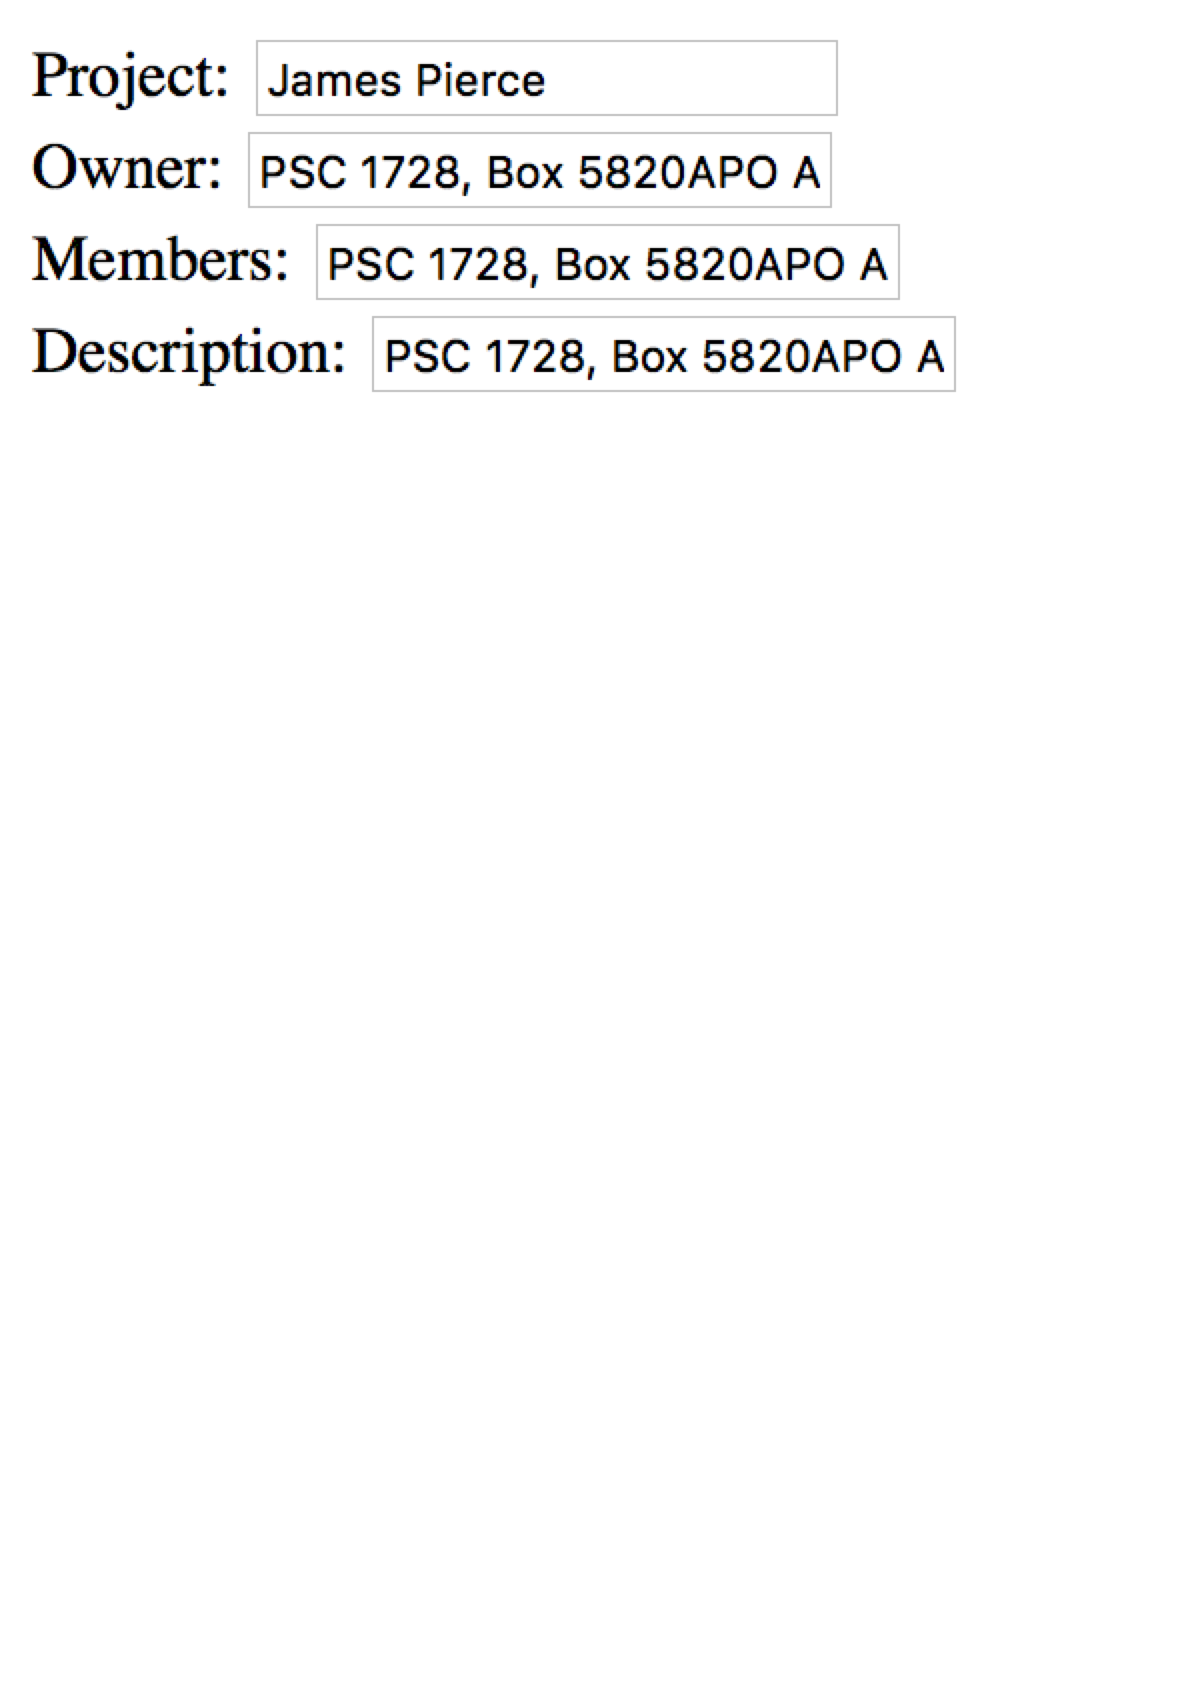 Project: James Pierce
Owner: PSC 1728, Box 5820APO A
Members: PSC 1728, Box 5820APO A
Description: PSC 1728, Box 5820APO A